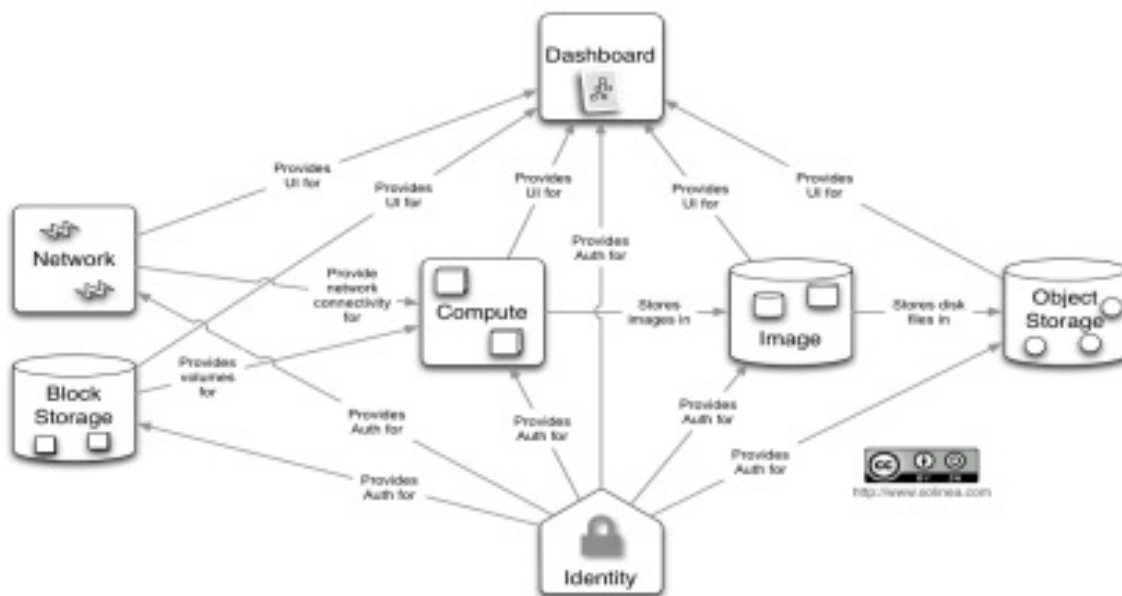 Dashboard
Provides
UI for
Provides
UI for
Provides
UI for
Provides
UI for
Provides
UI for
Provides
Auth for
Network
Provide
network
connectivity
for
Compute
Stores
images in
Image
Stores disk
files in
Object
Storage
Block
Storage
Provides
volumes
for
Provides
Auth for
Provides
Auth for
Provides
Auth for
Provides
Auth for
Provides
Auth for
cc
http://www.solinea.com
Identity